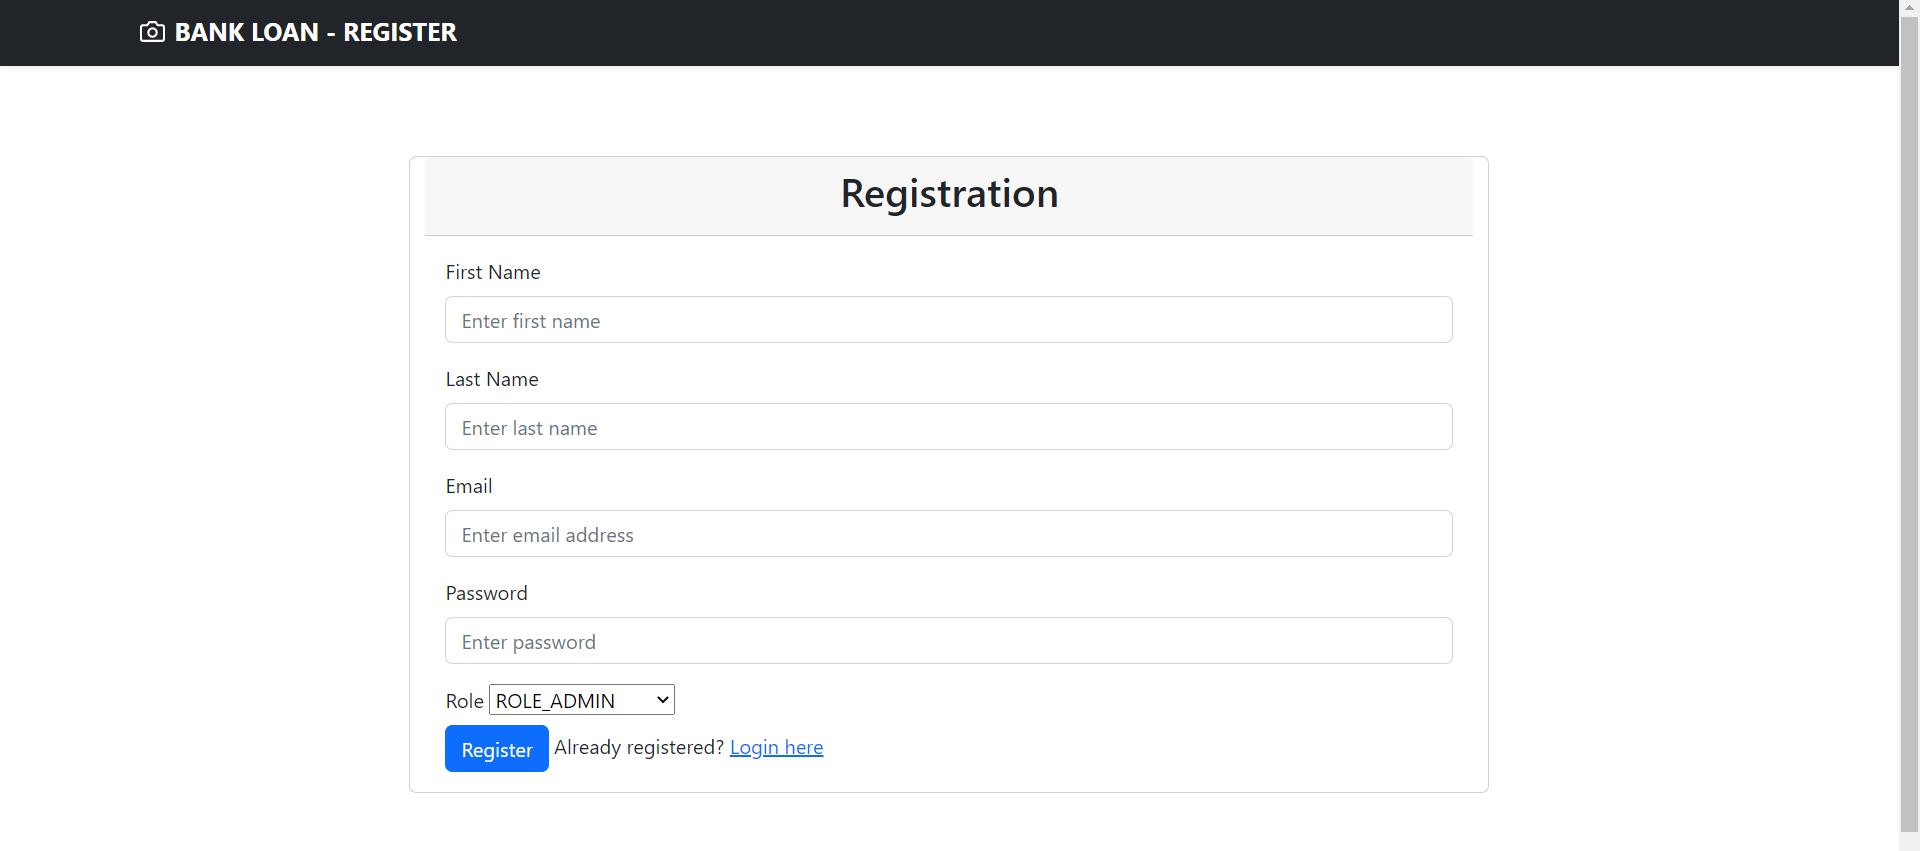 BANK LOAN - REGISTER
Registration
First Name
Enter first name
Last Name
Enter last name
Email
Enter email address
Password
Enter password
Role ROLE_ADMIN
Register Already registered? Login here